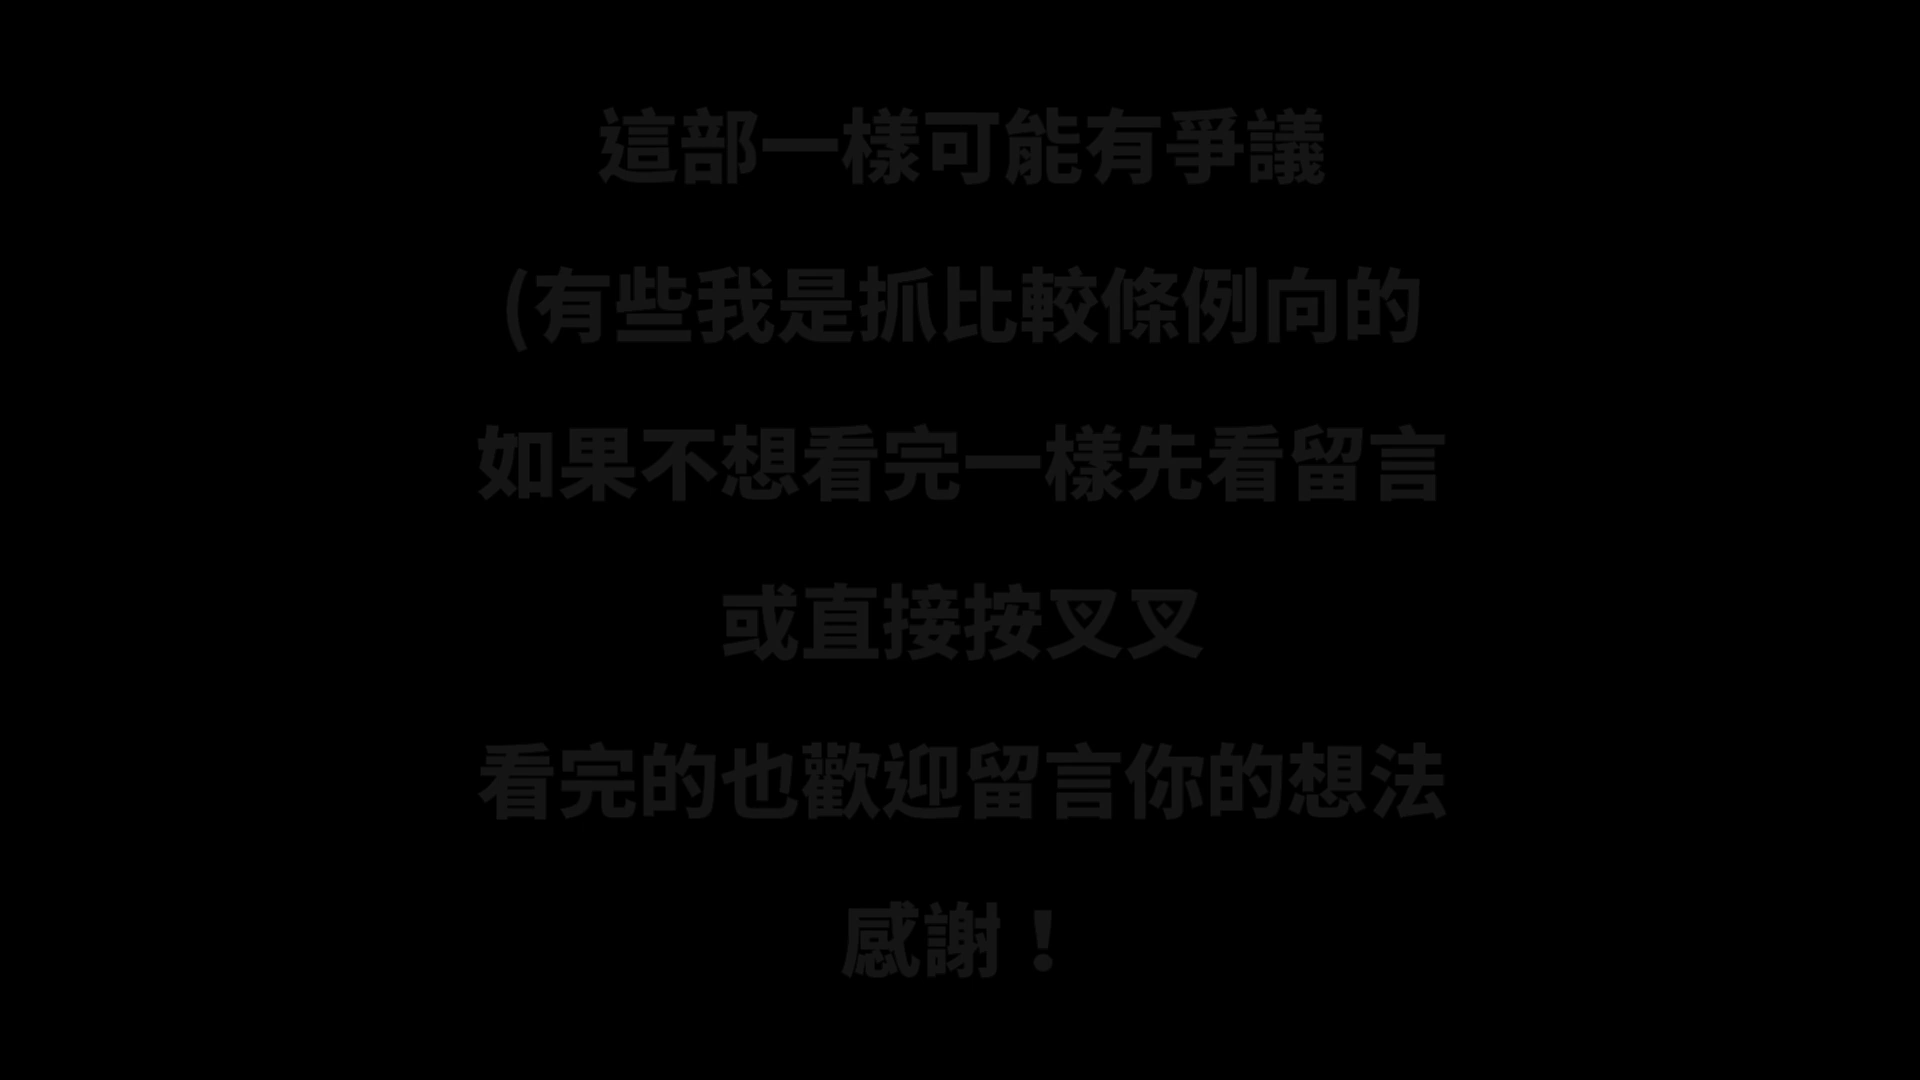 這部一樣可能有爭議
(有些我是抓比較條例向的
如果不想看完一樣先看留言
或直接按叉叉
看完的也歡迎留言你的想法
感謝！